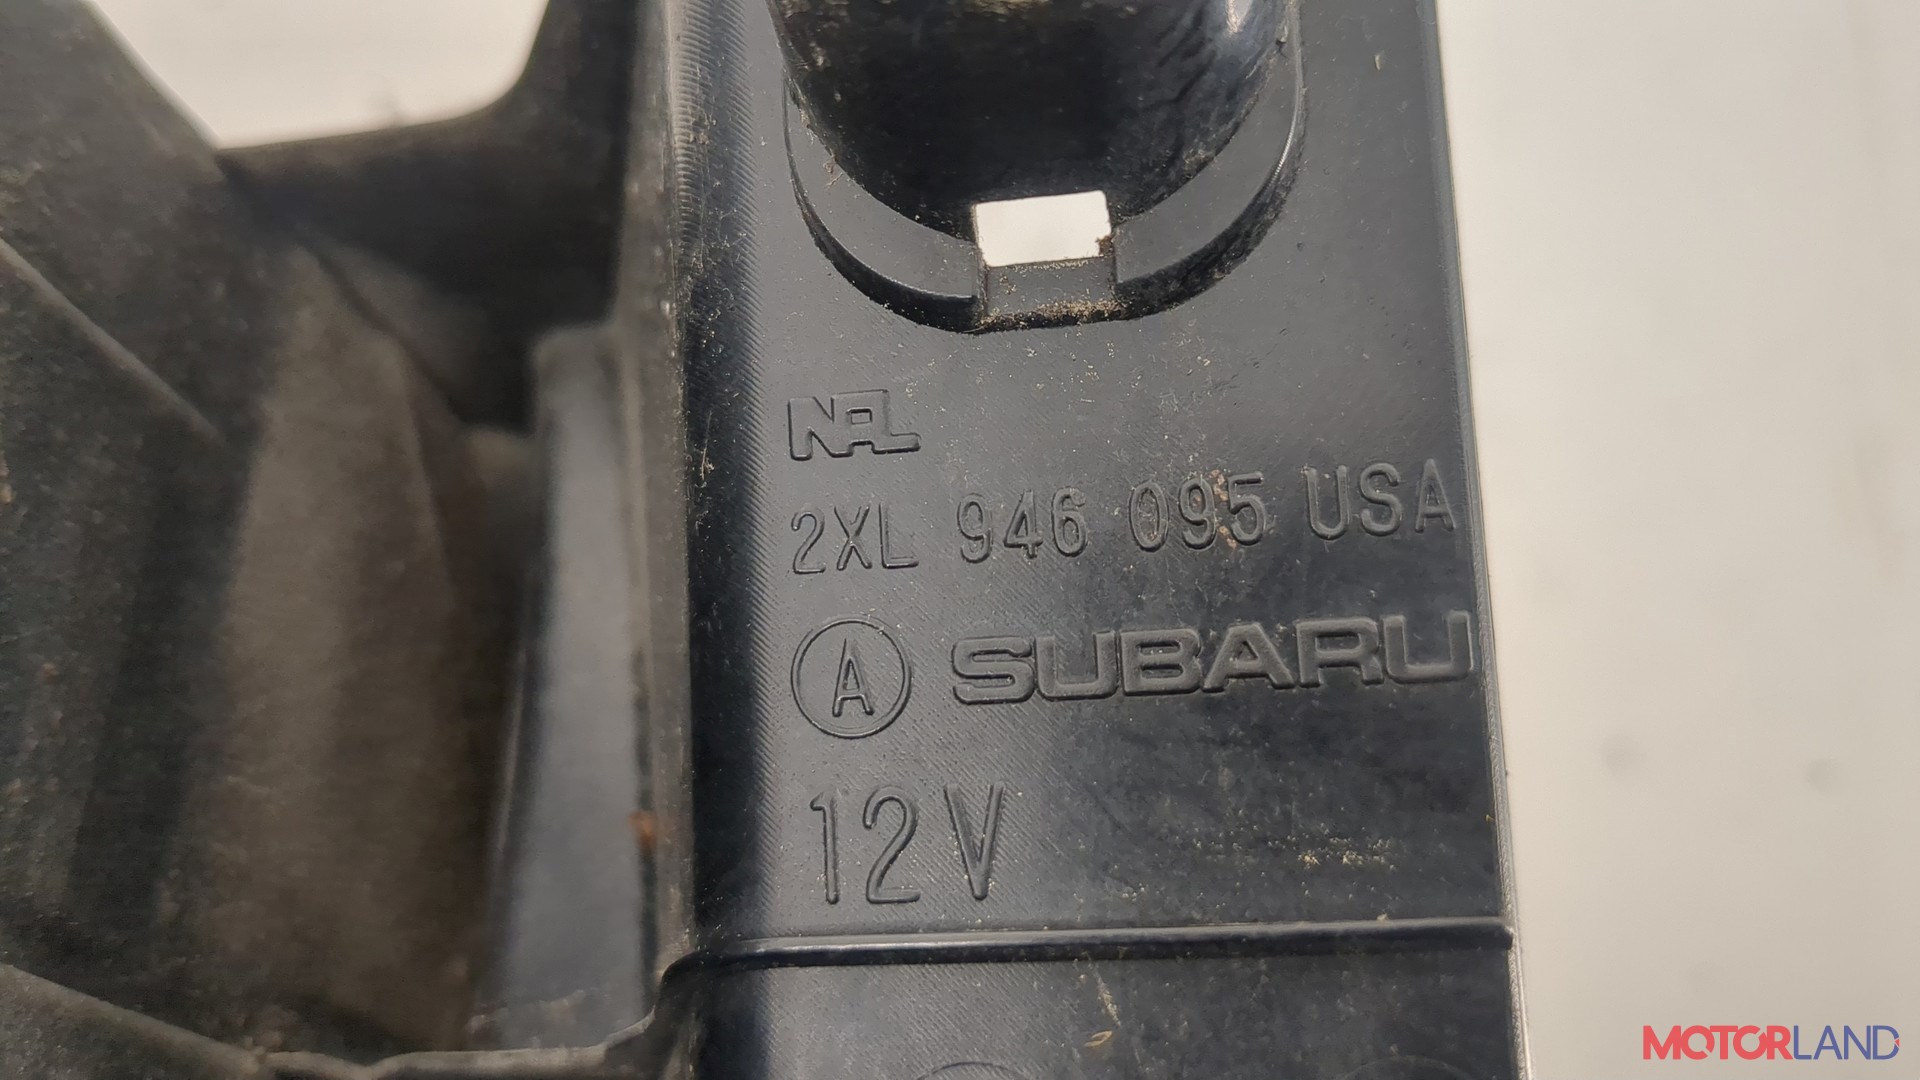 NAL
2XL 946 095 USA
A SUBARU
12V
MOTORLAND